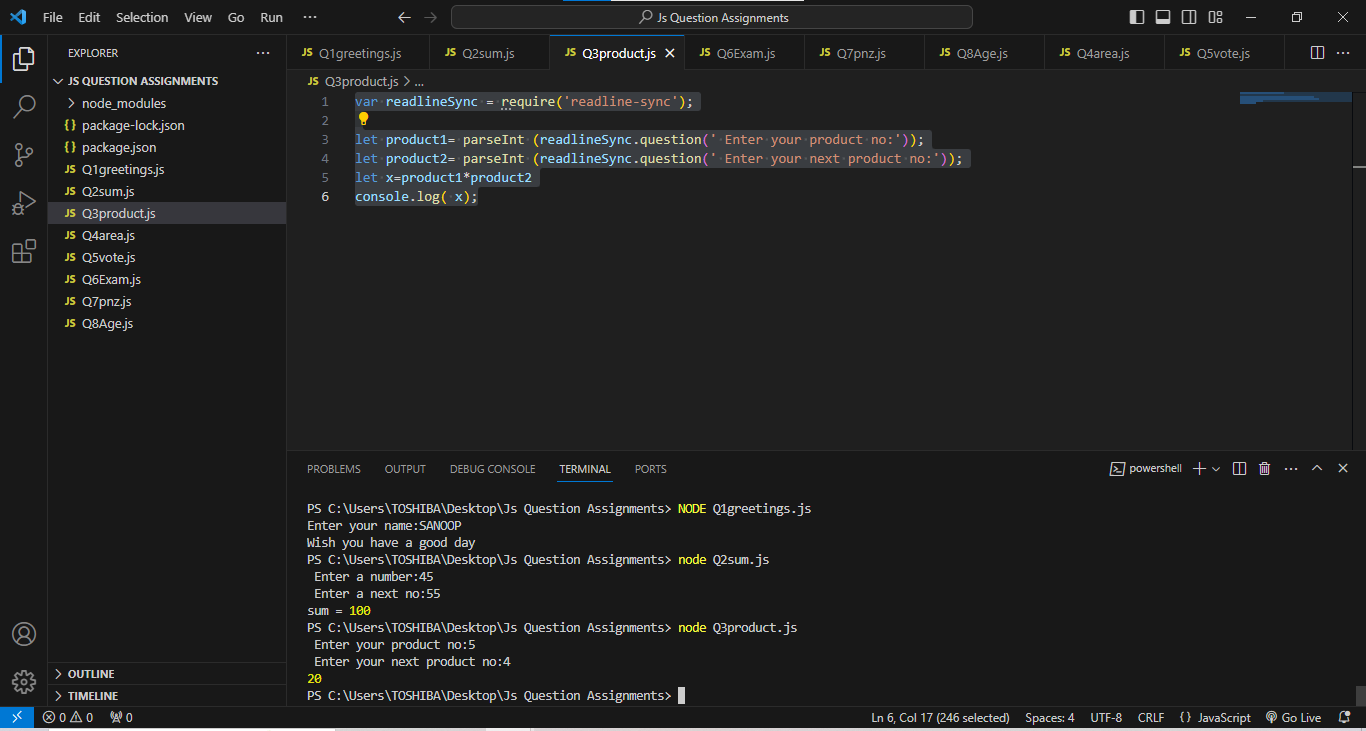 File Edit Selection View Go Run ··· Js Question Assignments
EXPLORER ···
JS QUESTION ASSIGNMENTS
node_modules
{} package-lock.json
{} package.json
JS Q1greetings.js
JS Q2sum.js
JS Q3product.js
JS Q4area.js
JS Q5vote.js
JS Q6Exam.js
JS Q7pnz.js
JS Q8Age.js
OUTLINE
TIMELINE
JS Q1greetings.js JS Q2sum.js JS Q3product.js JS Q6Exam.js JS Q7pnz.js JS Q8Age.js JS Q4area.js JS Q5vote.js ···
JS Q3product.js > ...
1 var readlineSync = require('readline-sync');
2
3 let product1= parseInt (readlineSync.question(' Enter your product no:'));
4 let product2= parseInt (readlineSync.question(' Enter your next product no:'));
5 let x=product1*product2
6 console.log( x);
PROBLEMS OUTPUT DEBUG CONSOLE TERMINAL PORTS powershell ···
PS C:\Users\TOSHIBA\Desktop\Js Question Assignments> NODE Q1greetings.js
Enter your name:SANOOP
Wish you have a good day
PS C:\Users\TOSHIBA\Desktop\Js Question Assignments> node Q2sum.js
 Enter a number:45
 Enter a next no:55
sum = 100
PS C:\Users\TOSHIBA\Desktop\Js Question Assignments> node Q3product.js
 Enter your product no:5
 Enter your next product no:4
20
PS C:\Users\TOSHIBA\Desktop\Js Question Assignments>
0 0 0 Ln 6, Col 17 (246 selected) Spaces: 4 UTF-8 CRLF {} JavaScript Go Live